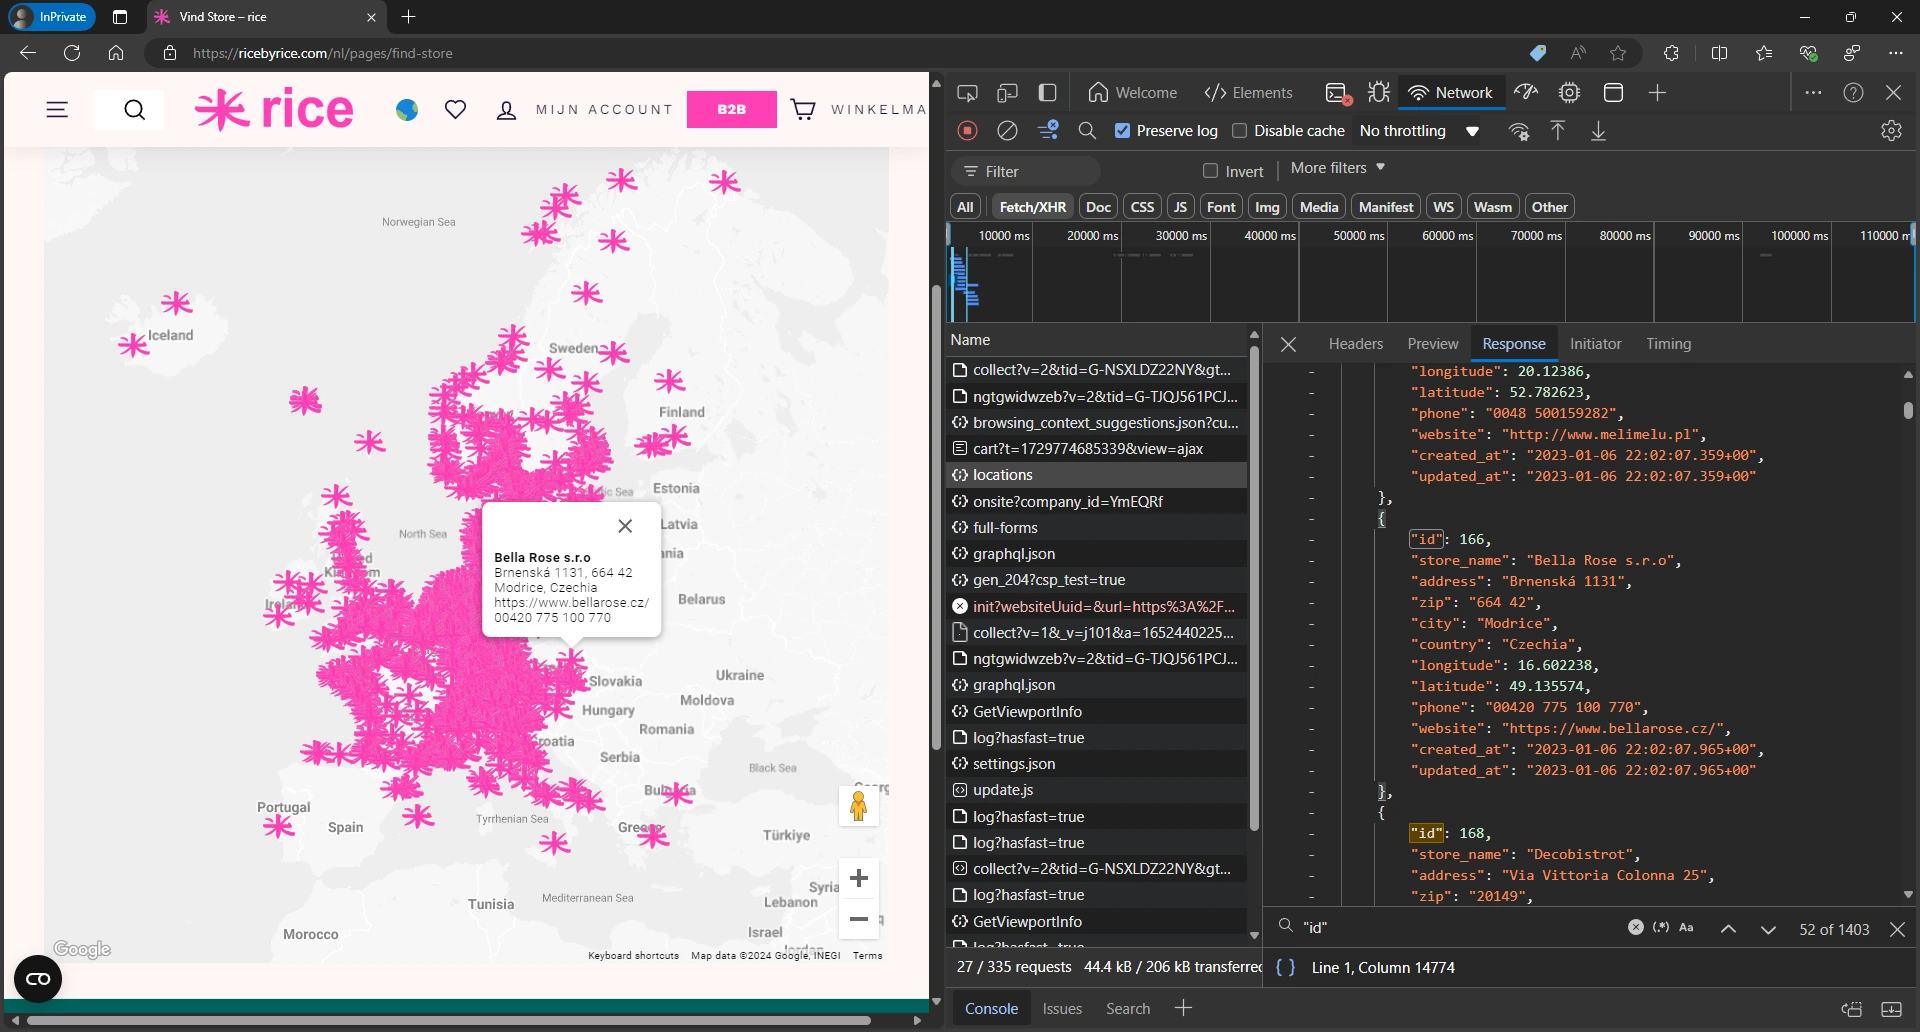 InPrivate
Vind Store – rice
https://ricebyrice.com/nl/pages/find-store
rice
MIJN ACCOUNT
B2B
WINKELMA
Norwegian Sea
Iceland
Sweden
Finland
Estonia
Latvia
North Sea
Belarus
Bella Rose s.r.o
Brnenská 1131, 664 42
Modrice, Czechia
https://www.bellarose.cz/
00420 775 100 770
Slovakia
Ukraine
Moldova
Hungary
Romania
Serbia
Black Sea
Portugal
Spain
Tyrrhenian Sea
Türkiye
Syria
Lebanon
Tunisia
Mediterranean Sea
Israel
Morocco
Google
Keyboard shortcuts
Map data ©2024 Google, INEGI
Terms
Welcome
Elements
Network
Preserve log
Disable cache
No throttling
Filter
Invert
More filters
All
Fetch/XHR
Doc
CSS
JS
Font
Img
Media
Manifest
WS
Wasm
Other
10000 ms
20000 ms
30000 ms
40000 ms
50000 ms
60000 ms
70000 ms
80000 ms
90000 ms
100000 ms
110000 m
Name
collect?v=2&tid=G-NSXLDZ22NY&gt...
ngtgwidwzeb?v=2&tid=G-TJQJ561PCJ...
browsing_context_suggestions.json?cu...
cart?t=1729774685339&view=ajax
locations
onsite?company_id=YmEQRf
full-forms
graphql.json
gen_204?csp_test=true
init?websiteUuid=&url=https%3A%2F...
collect?v=1&_v=j101&a=1652440225...
ngtgwidwzeb?v=2&tid=G-TJQJ561PCJ...
graphql.json
GetViewportInfo
log?hasfast=true
settings.json
update.js
log?hasfast=true
log?hasfast=true
collect?v=2&tid=G-NSXLDZ22NY&gt...
log?hasfast=true
GetViewportInfo
log?hasfast=true
27 / 335 requests
44.4 kB / 206 kB transferred
Headers
Preview
Response
Initiator
Timing
"longitude": 20.12386,
"latitude": 52.782623,
"phone": "0048 500159282",
"website": "http://www.melimelu.pl",
"created_at": "2023-01-06 22:02:07.359+00",
"updated_at": "2023-01-06 22:02:07.359+00"
},
{
"id": 166,
"store_name": "Bella Rose s.r.o",
"address": "Brnenská 1131",
"zip": "664 42",
"city": "Modrice",
"country": "Czechia",
"longitude": 16.602238,
"latitude": 49.135574,
"phone": "00420 775 100 770",
"website": "https://www.bellarose.cz/",
"created_at": "2023-01-06 22:02:07.965+00",
"updated_at": "2023-01-06 22:02:07.965+00"
},
{
"id": 168,
"store_name": "Decobistrot",
"address": "Via Vittoria Colonna 25",
"zip": "20149",
"id"
(.*)
Aa
52 of 1403
{ } Line 1, Column 14774
Console
Issues
Search